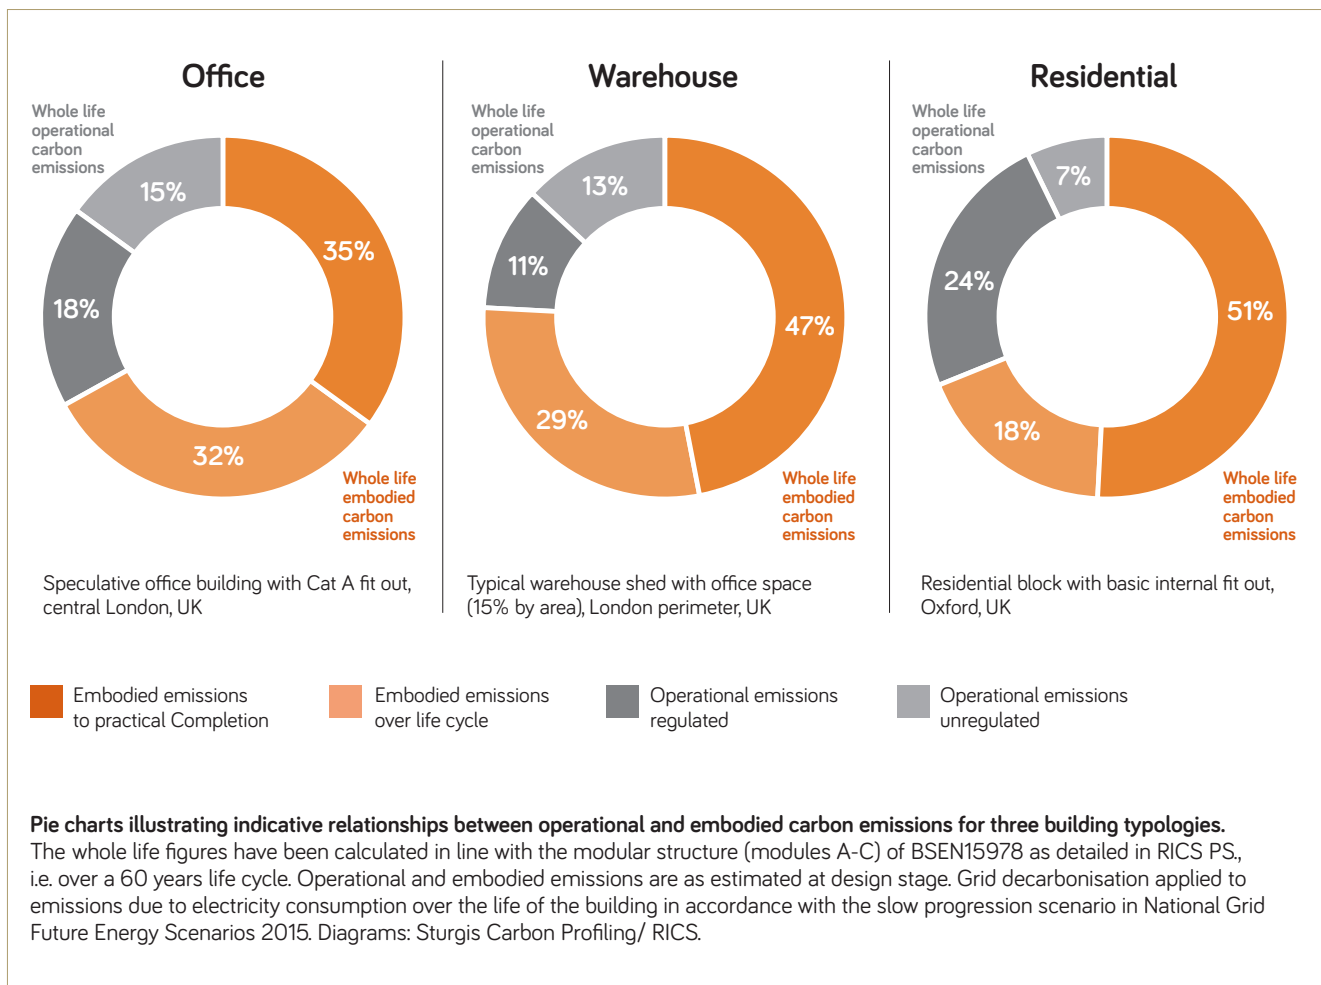 Office
Whole life
operational
carbon
emissions
15%
35%
18%
32%
Whole life
embodied
carbon
emissions
Speculative office building with Cat A fit out,
central London, UK
Warehouse
Whole life
operational
carbon
emissions
13%
11%
47%
29%
Whole life
embodied
carbon
emissions
Typical warehouse shed with office space
(15% by area), London perimeter, UK
Residential
Whole life
operational
carbon
emissions
7%
24%
51%
18%
Whole life
embodied
carbon
emissions
Residential block with basic internal fit out,
Oxford, UK
Embodied emissions
to practical Completion
Embodied emissions
over life cycle
Operational emissions
regulated
Operational emissions
unregulated
Pie charts illustrating indicative relationships between operational and embodied carbon emissions for three building typologies.
The whole life figures have been calculated in line with the modular structure (modules A-C) of BSEN15978 as detailed in RICS PS.,
i.e. over a 60 years life cycle. Operational and embodied emissions are as estimated at design stage. Grid decarbonisation applied to
emissions due to electricity consumption over the life of the building in accordance with the slow progression scenario in National Grid
Future Energy Scenarios 2015. Diagrams: Sturgis Carbon Profiling/ RICS.